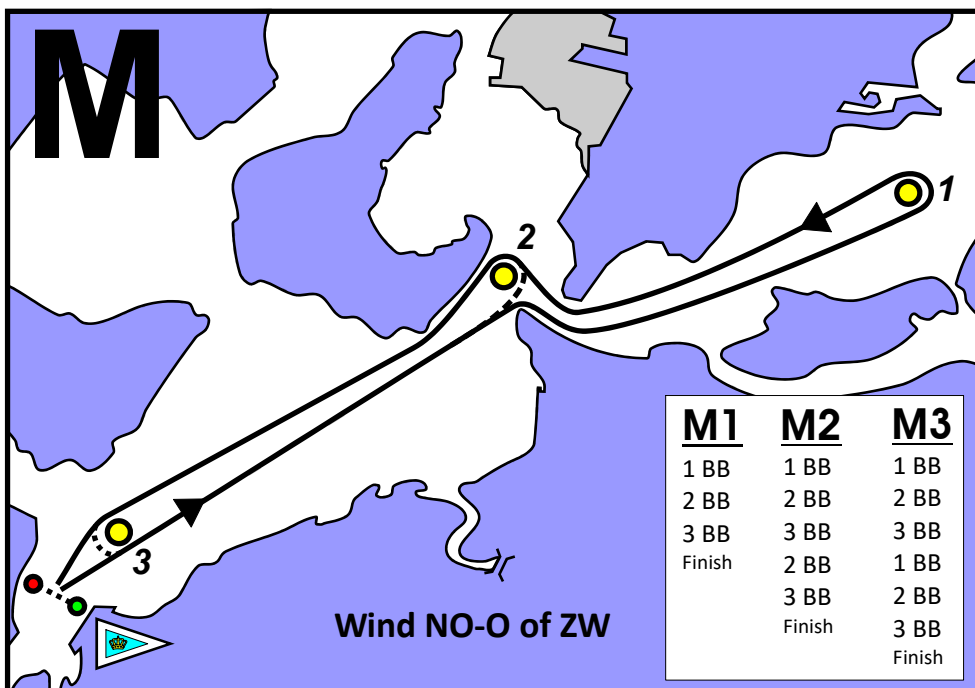 M
1
2
3
Wind NO-O of ZW
M1 M2 M3
1 BB 1 BB 1 BB
2 BB 2 BB 2 BB
3 BB 3 BB 3 BB
Finish 2 BB 1 BB
3 BB 2 BB
Finish 3 BB
Finish